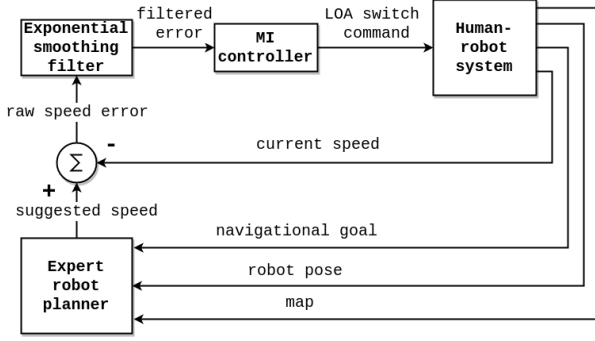 Exponential
smoothing
filter
filtered
error
MI
controller
LOA switch
command
Human-
robot
system
raw speed error
-
Σ
current speed
+
suggested speed
navigational goal
Expert
robot
planner
robot pose
map